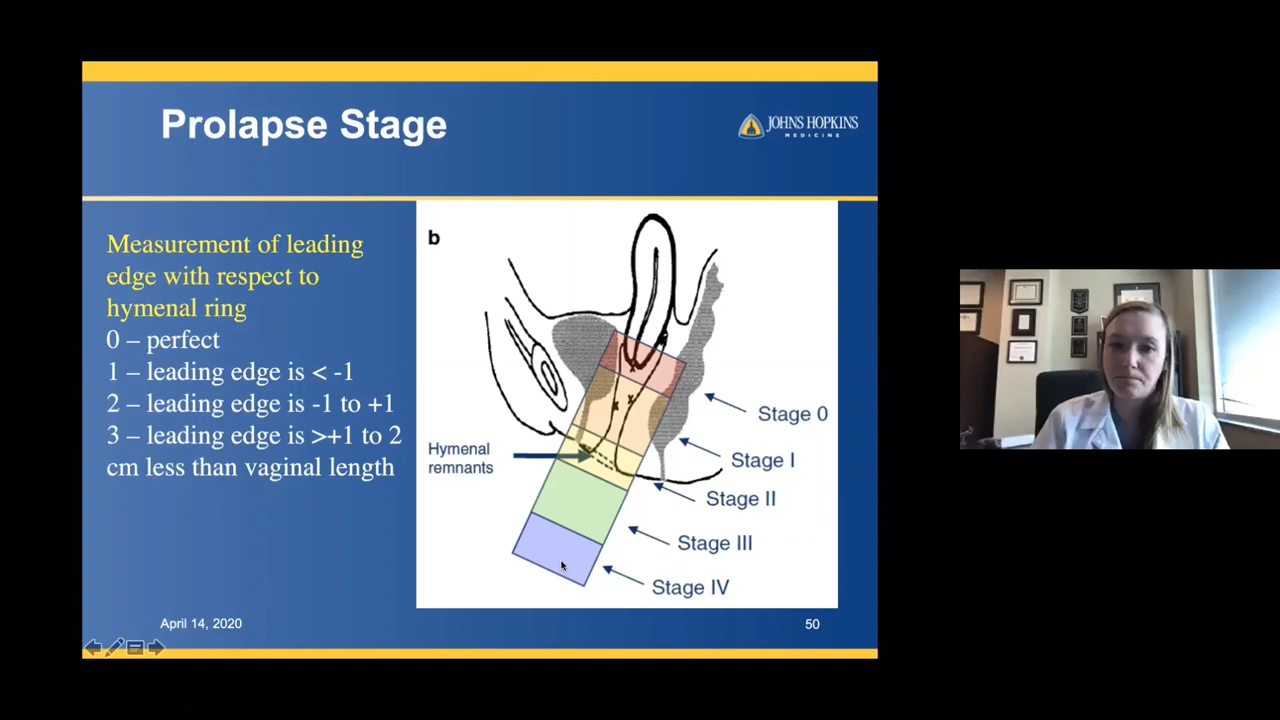 Prolapse Stage
JOHNS HOPKINS
MEDICINE
Measurement of leading
edge with respect to
hymenal ring
0 – perfect
1 – leading edge is < -1
2 – leading edge is -1 to +1
3 – leading edge is >+1 to 2
cm less than vaginal length
b
Hymenal
remnants
Stage 0
Stage I
Stage II
Stage III
Stage IV
April 14, 2020
50